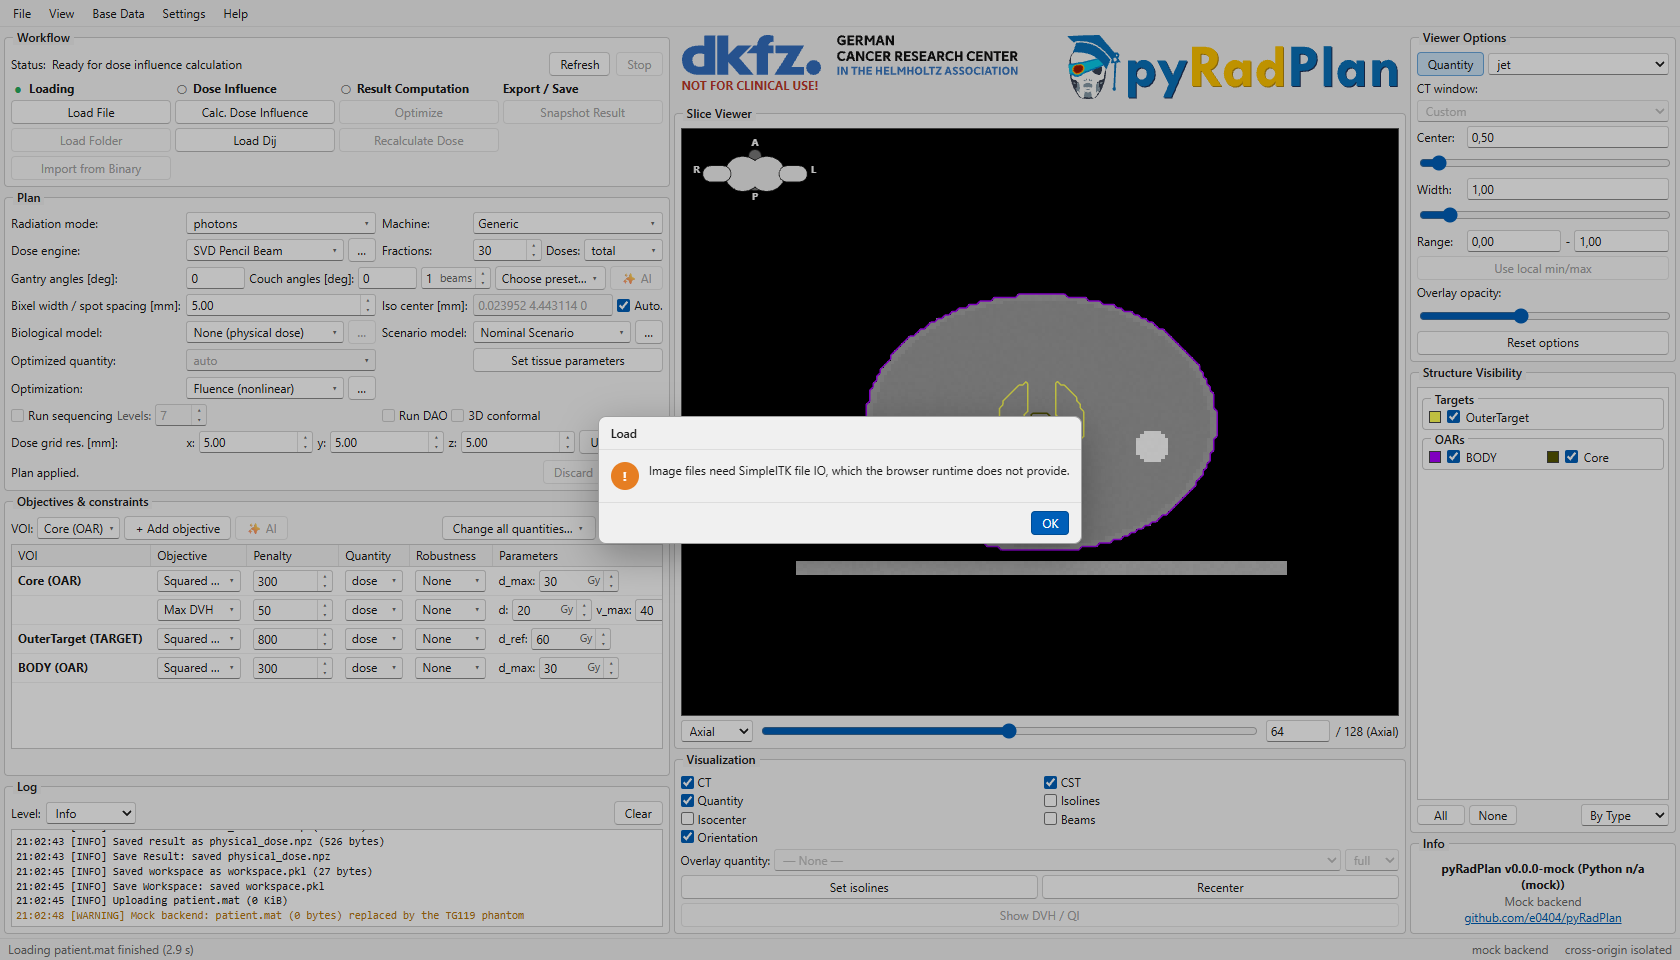 File View Base Data Settings Help
Workflow
Status: Ready for dose influence calculation
Refresh
Stop
Loading
Dose Influence
Result Computation
Export / Save
Load File
Calc. Dose Influence
Optimize
Snapshot Result
Load Folder
Load Dij
Recalculate Dose
Import from Binary
Plan
Radiation mode: photons Machine: Generic
Dose engine: SVD Pencil Beam ... Fractions: 30 Doses: total
Gantry angles [deg]: 0 Couch angles [deg]: 0 1 beams Choose preset... AI
Bixel width / spot spacing [mm]: 5.00 Iso center [mm]: 0.023952 4.443114 0 Auto.
Biological model: None (physical dose) ... Scenario model: Nominal Scenario ...
Optimized quantity: auto Set tissue parameters
Optimization: Fluence (nonlinear) ...
Run sequencing Levels: 7 Run DAO 3D conformal
Dose grid res. [mm]: x: 5.00 y: 5.00 z: 5.00 U
Plan applied. Discard
Objectives & constraints
VOI: Core (OAR) + Add objective AI Change all quantities...
VOI Objective Penalty Quantity Robustness Parameters
Core (OAR) Squared ... 300 dose None d_max: 30 Gy
Max DVH 50 dose None d: 20 Gy v_max: 40
OuterTarget (TARGET) Squared ... 800 dose None d_ref: 60 Gy
BODY (OAR) Squared ... 300 dose None d_max: 30 Gy
Log
Level: Info Clear
21:02:43 [INFO] Saved result as physical_dose.npz (526 bytes)
21:02:43 [INFO] Save Result: saved physical_dose.npz
21:02:45 [INFO] Saved workspace as workspace.pkl (27 bytes)
21:02:45 [INFO] Save Workspace: saved workspace.pkl
21:02:45 [INFO] Uploading patient.mat (0 KiB)
21:02:48 [WARNING] Mock backend: patient.mat (0 bytes) replaced by the TG119 phantom
dkfz.
GERMAN
CANCER RESEARCH CENTER
IN THE HELMHOLTZ ASSOCIATION
NOT FOR CLINICAL USE!
pyRadPlan
Slice Viewer
A
R L
P
Load
! Image files need SimpleITK file IO, which the browser runtime does not provide.
OK
Axial 64 / 128 (Axial)
Visualization
CT CST
Quantity Isolines
Isocenter Beams
Orientation
Overlay quantity: — None — full
Set isolines Recenter
Show DVH / QI
Viewer Options
Quantity jet
CT window:
Custom
Center: 0,50
Width: 1,00
Range: 0,00 - 1,00
Use local min/max
Overlay opacity:
Reset options
Structure Visibility
Targets
OuterTarget
OARs
BODY Core
All None By Type
Info
pyRadPlan v0.0.0-mock (Python n/a
(mock))
Mock backend
github.com/e0404/pyRadPlan
Loading patient.mat finished (2.9 s)
mock backend cross-origin isolated